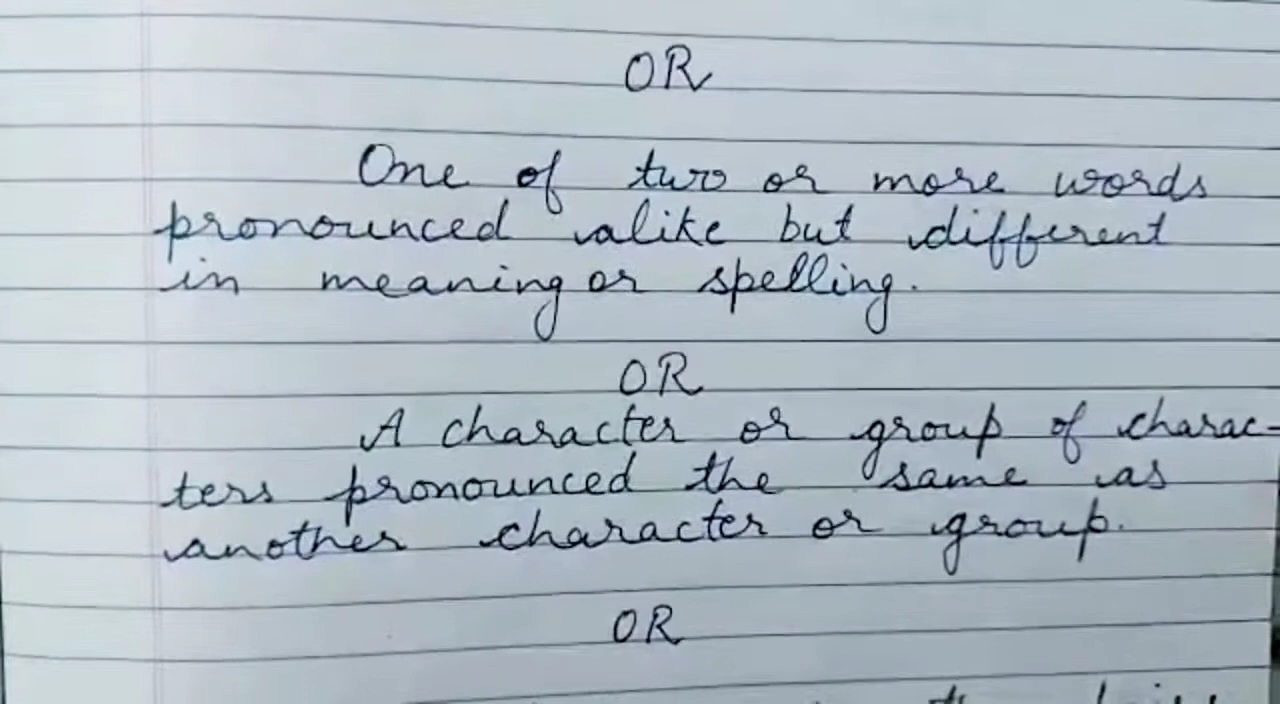 OR
One of two or more words
pronounced alike but different
in meaning or spelling.
OR
A character or group of charac-
ters pronounced the same as
another character or group.
OR